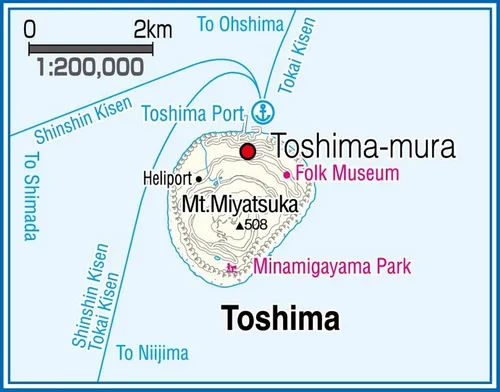 0 2km
1:200,000
To Ohshima
Tokai Kisen
Shinshin Kisen
Toshima Port
Toshima-mura
To Shimada
Heliport
Folk Museum
Mt.Miyatsuka
▲508
Minamigayama Park
Shinshin Kisen
Tokai Kisen
Toshima
To Niijima